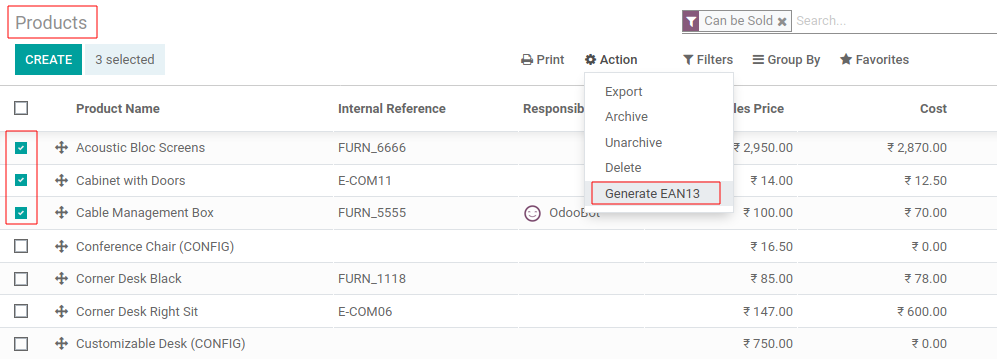 Products
Can be Sold ✖ Search...
CREATE 3 selected Print Action Filters Group By Favorites
Export
Archive
Unarchive
Delete
Generate EAN13
Product Name Internal Reference Responsib les Price Cost
Acoustic Bloc Screens FURN_6666 ₹ 2,950.00 ₹ 2,870.00
Cabinet with Doors E-COM11 ₹ 14.00 ₹ 12.50
Cable Management Box FURN_5555 OdooBot ₹ 100.00 ₹ 70.00
Conference Chair (CONFIG) ₹ 16.50 ₹ 0.00
Corner Desk Black FURN_1118 ₹ 85.00 ₹ 78.00
Corner Desk Right Sit E-COM06 ₹ 147.00 ₹ 600.00
Customizable Desk (CONFIG) ₹ 750.00 ₹ 0.00